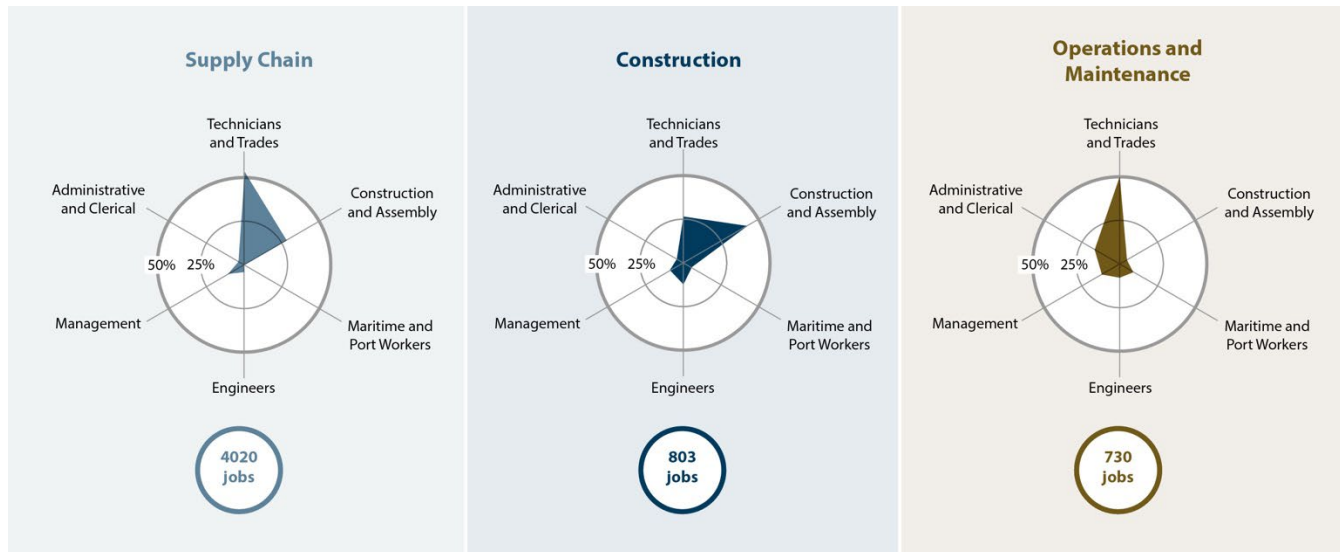 Supply Chain
Technicians
and Trades
Administrative
and Clerical
Construction
and Assembly
50%
25%
Management
Maritime and
Port Workers
Engineers
4020
jobs
Construction
Technicians
and Trades
Administrative
and Clerical
Construction
and Assembly
50%
25%
Management
Maritime and
Port Workers
Engineers
803
jobs
Operations and
Maintenance
Technicians
and Trades
Administrative
and Clerical
Construction
and Assembly
50%
25%
Management
Maritime and
Port Workers
Engineers
730
jobs